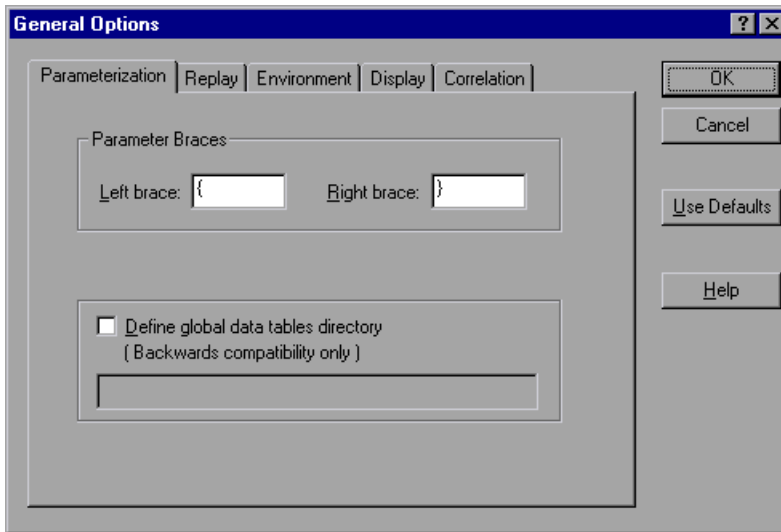 General Options
Parameterization Replay Environment Display Correlation
OK
Cancel
Use Defaults
Help
Parameter Braces
Left brace: { Right brace: }
Define global data tables directory
( Backwards compatibility only )